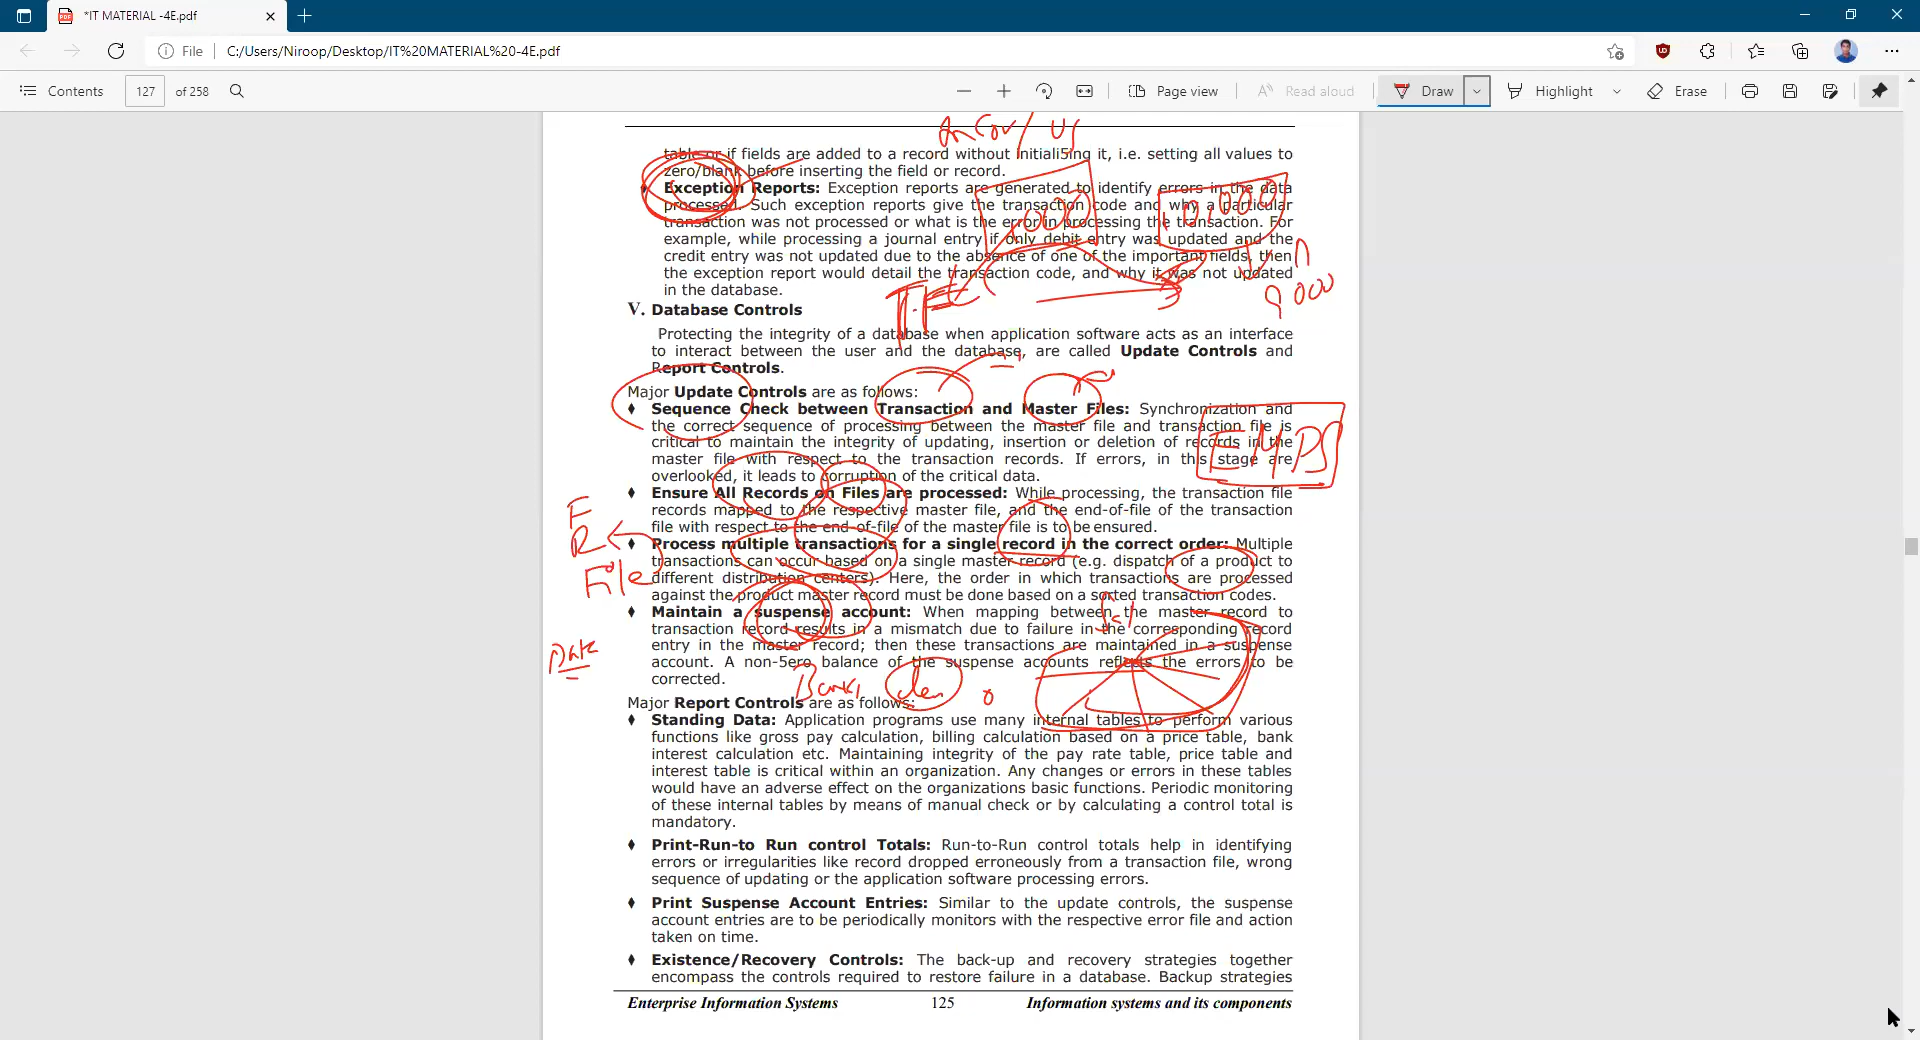 *IT MATERIAL -4E.pdf
File
C:/Users/Niroop/Desktop/IT%20MATERIAL%20-4E.pdf
Contents 127 of 258 Page view Read aloud Draw Highlight Erase
table or if fields are added to a record without Initiali5ing it, i.e. setting all values to
zero/blank before inserting the field or record.
♦ Exception Reports: Exception reports are generated to identify errors in the data
processed. Such exception reports give the transaction code and why a particular
transaction was not processed or what is the error in processing the transaction. For
example, while processing a journal entry if only debit entry was updated and the
credit entry was not updated due to the absence of one of the important fields, then
the exception report would detail the transaction code, and why it was not updated
in the database.
10,000
9000
V. Database Controls
Protecting the integrity of a database when application software acts as an interface
to interact between the user and the database, are called Update Controls and
Report Controls.
Major Update Controls are as follows:
♦ Sequence Check between Transaction and Master Files: Synchronization and
the correct sequence of processing between the master file and transaction file is
critical to maintain the integrity of updating, insertion or deletion of records in the
master file with respect to the transaction records. If errors, in this stage are
overlooked, it leads to corruption of the critical data.
EMPS
♦ Ensure All Records on Files are processed: While processing, the transaction file
records mapped to the respective master file, and the end-of-file of the transaction
file with respect to the end-of-file of the master file is to be ensured.
F
R
File
♦ Process multiple transactions for a single record in the correct order: Multiple
transactions can occur based on a single master record (e.g. dispatch of a product to
different distribution centers). Here, the order in which transactions are processed
against the product master record must be done based on a sorted transaction codes.
♦ Maintain a suspense account: When mapping between the master record to
transaction record results in a mismatch due to failure in the corresponding record
entry in the master record; then these transactions are maintained in a suspense
account. A non-5ero balance of the suspense accounts reflects the errors to be
corrected.
Date
Major Report Controls are as follows:
♦ Standing Data: Application programs use many internal tables to perform various
functions like gross pay calculation, billing calculation based on a price table, bank
interest calculation etc. Maintaining integrity of the pay rate table, price table and
interest table is critical within an organization. Any changes or errors in these tables
would have an adverse effect on the organizations basic functions. Periodic monitoring
of these internal tables by means of manual check or by calculating a control total is
mandatory.
♦ Print-Run-to Run control Totals: Run-to-Run control totals help in identifying
errors or irregularities like record dropped erroneously from a transaction file, wrong
sequence of updating or the application software processing errors.
♦ Print Suspense Account Entries: Similar to the update controls, the suspense
account entries are to be periodically monitors with the respective error file and action
taken on time.
♦ Existence/Recovery Controls: The back-up and recovery strategies together
encompass the controls required to restore failure in a database. Backup strategies
Enterprise Information Systems 125 Information systems and its components